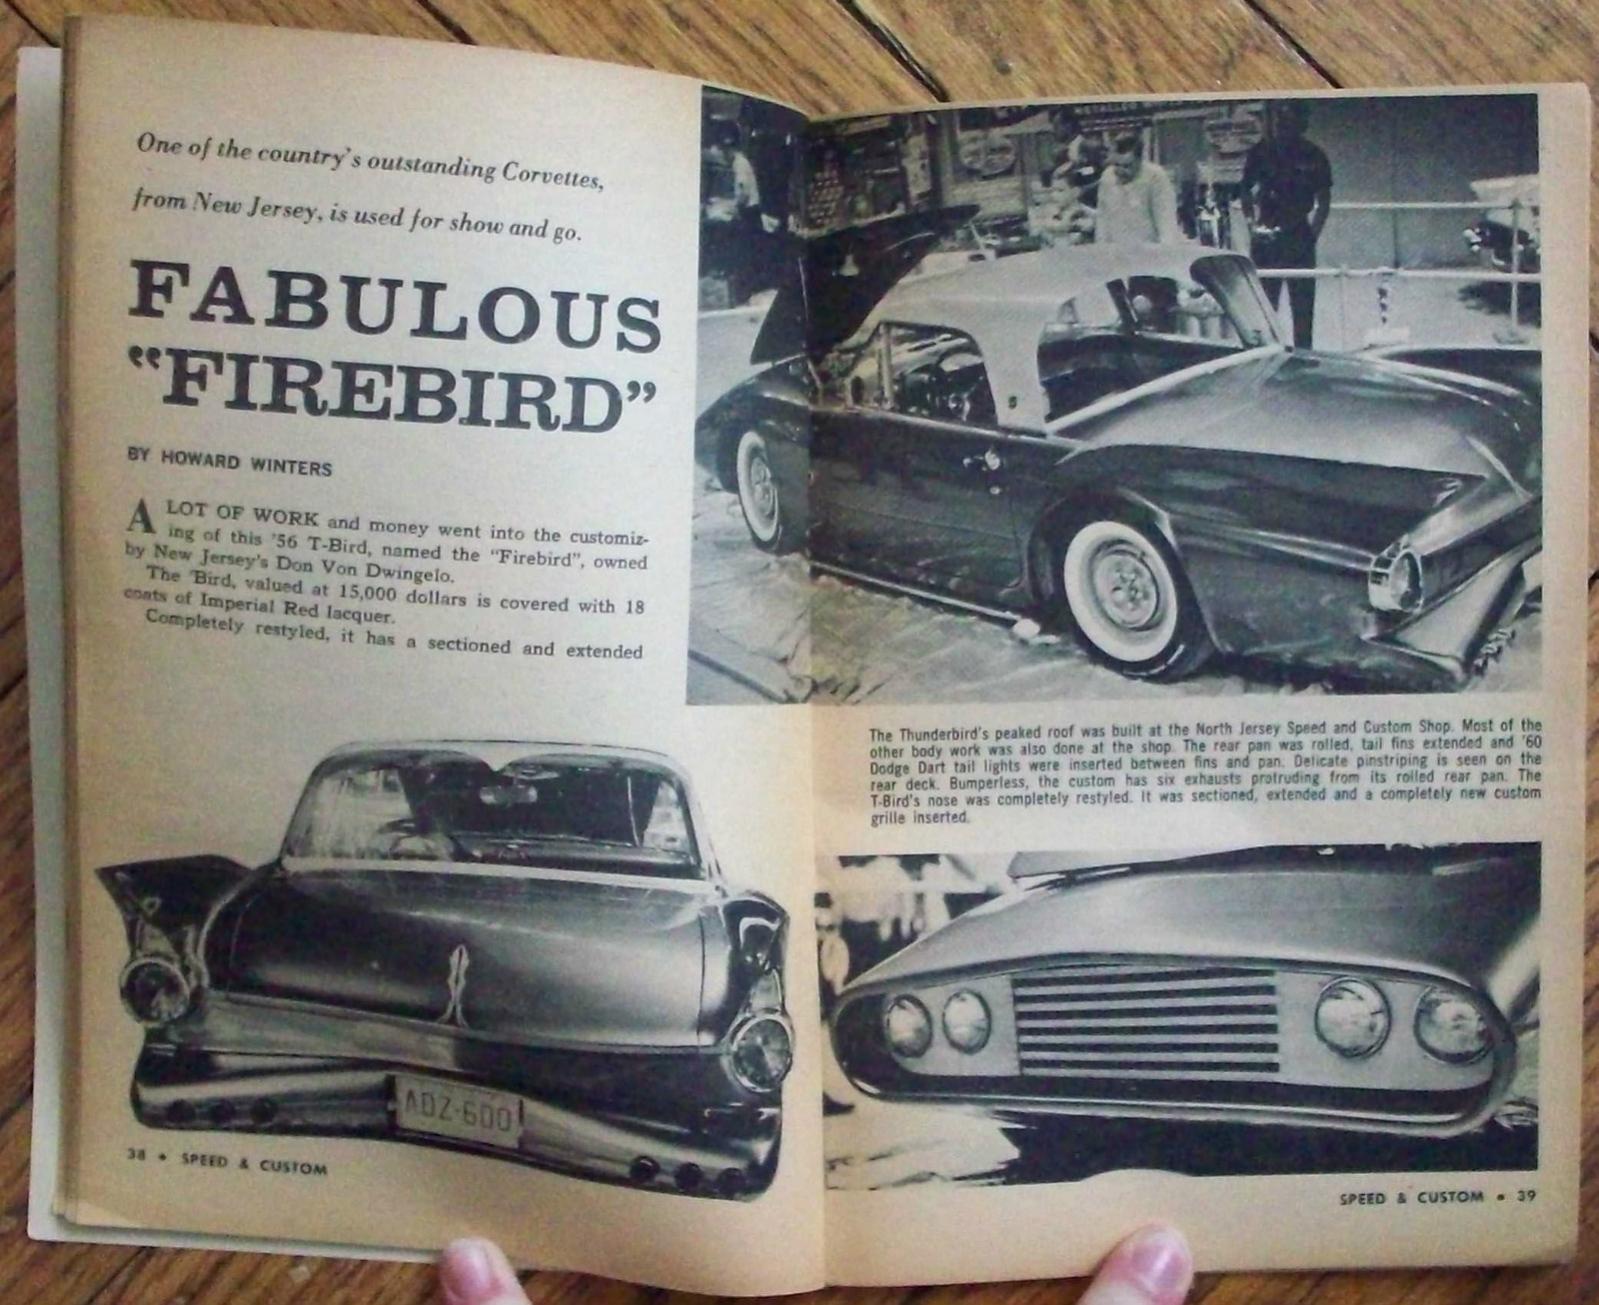 One of the country's outstanding Corvettes,
from New Jersey, is used for show and go.
FABULOUS
"FIREBIRD"
BY HOWARD WINTERS
A LOT OF WORK and money went into the customiz-
ing of this '56 T-Bird, named the "Firebird", owned
by New Jersey's Don Von Dwingelo.
The 'Bird, valued at 15,000 dollars is covered with 18
coats of Imperial Red lacquer.
Completely restyled, it has a sectioned and extended
ADZ·600
38 • SPEED & CUSTOM
The Thunderbird's peaked roof was built at the North Jersey Speed and Custom Shop. Most of the
other body work was also done at the shop. The rear pan was rolled, tail fins extended and '60
Dodge Dart tail lights were inserted between fins and pan. Delicate pinstriping is seen on the
rear deck. Bumperless, the custom has six exhausts protruding from its rolled rear pan. The
T-Bird's nose was completely restyled. It was sectioned, extended and a completely new custom
grille inserted.
SPEED & CUSTOM • 39